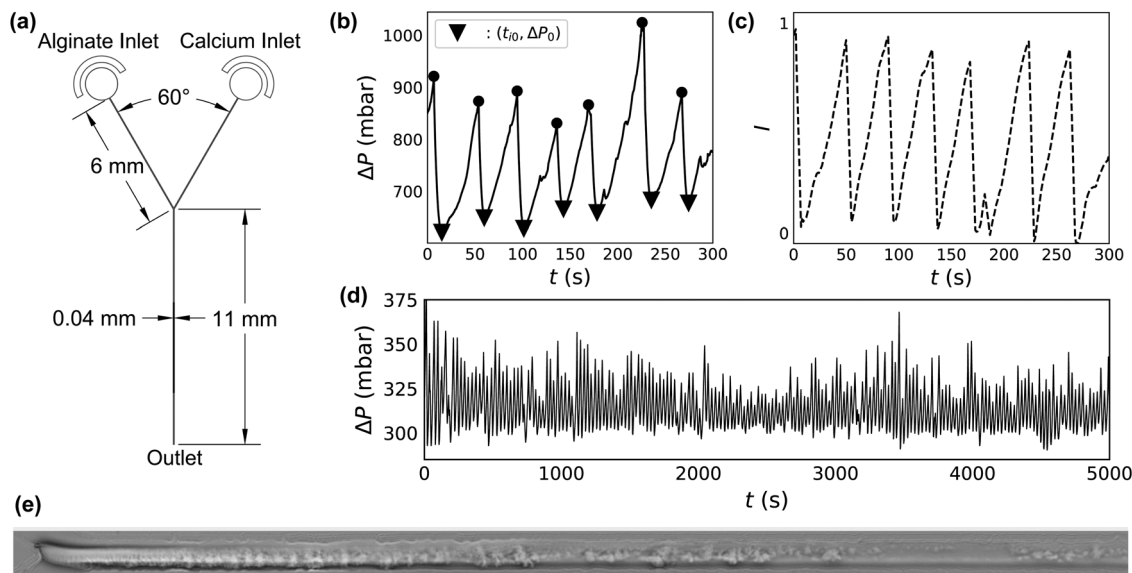 (a)
Alginate Inlet
Calcium Inlet
60°
6 mm
0.04 mm
11 mm
Outlet
(b)
ΔP (mbar)
1000
900
800
700
: (t_{i0}, ΔP_0)
0 50 100 150 200 250 300
t (s)
(c)
I
1
0
0 50 100 150 200 250 300
t (s)
(d)
ΔP (mbar)
375
350
325
300
0 1000 2000 3000 4000 5000
t (s)
(e)